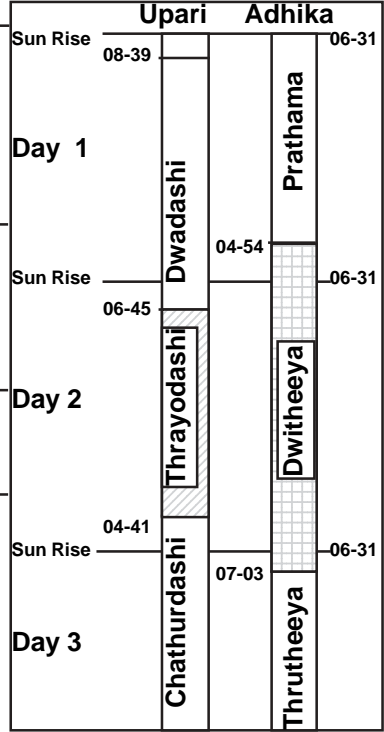 Upari Adhika
Sun Rise 06-31
08-39
Day 1
Dwadashi
Prathama
04-54
Sun Rise 06-31
06-45
Day 2
Thrayodashi
Dwitheeya
04-41
Sun Rise 06-31
07-03
Day 3
Chathurdashi
Thrutheeya